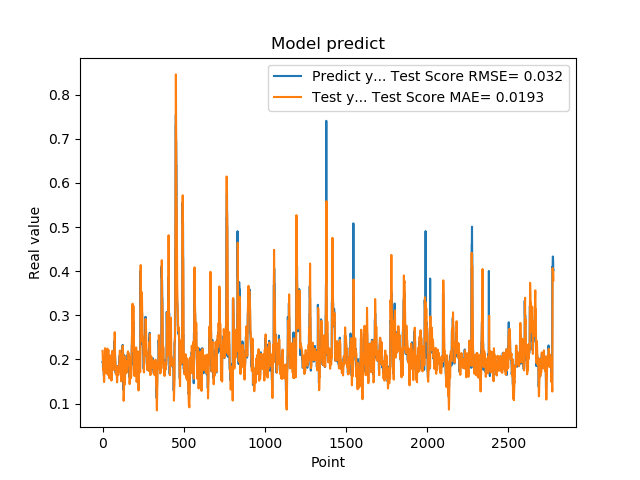 Model predict
Predict y... Test Score RMSE= 0.032
Test y... Test Score MAE= 0.0193
0.8
0.7
0.6
0.5
0.4
0.3
0.2
0.1
Real value
0 500 1000 1500 2000 2500
Point